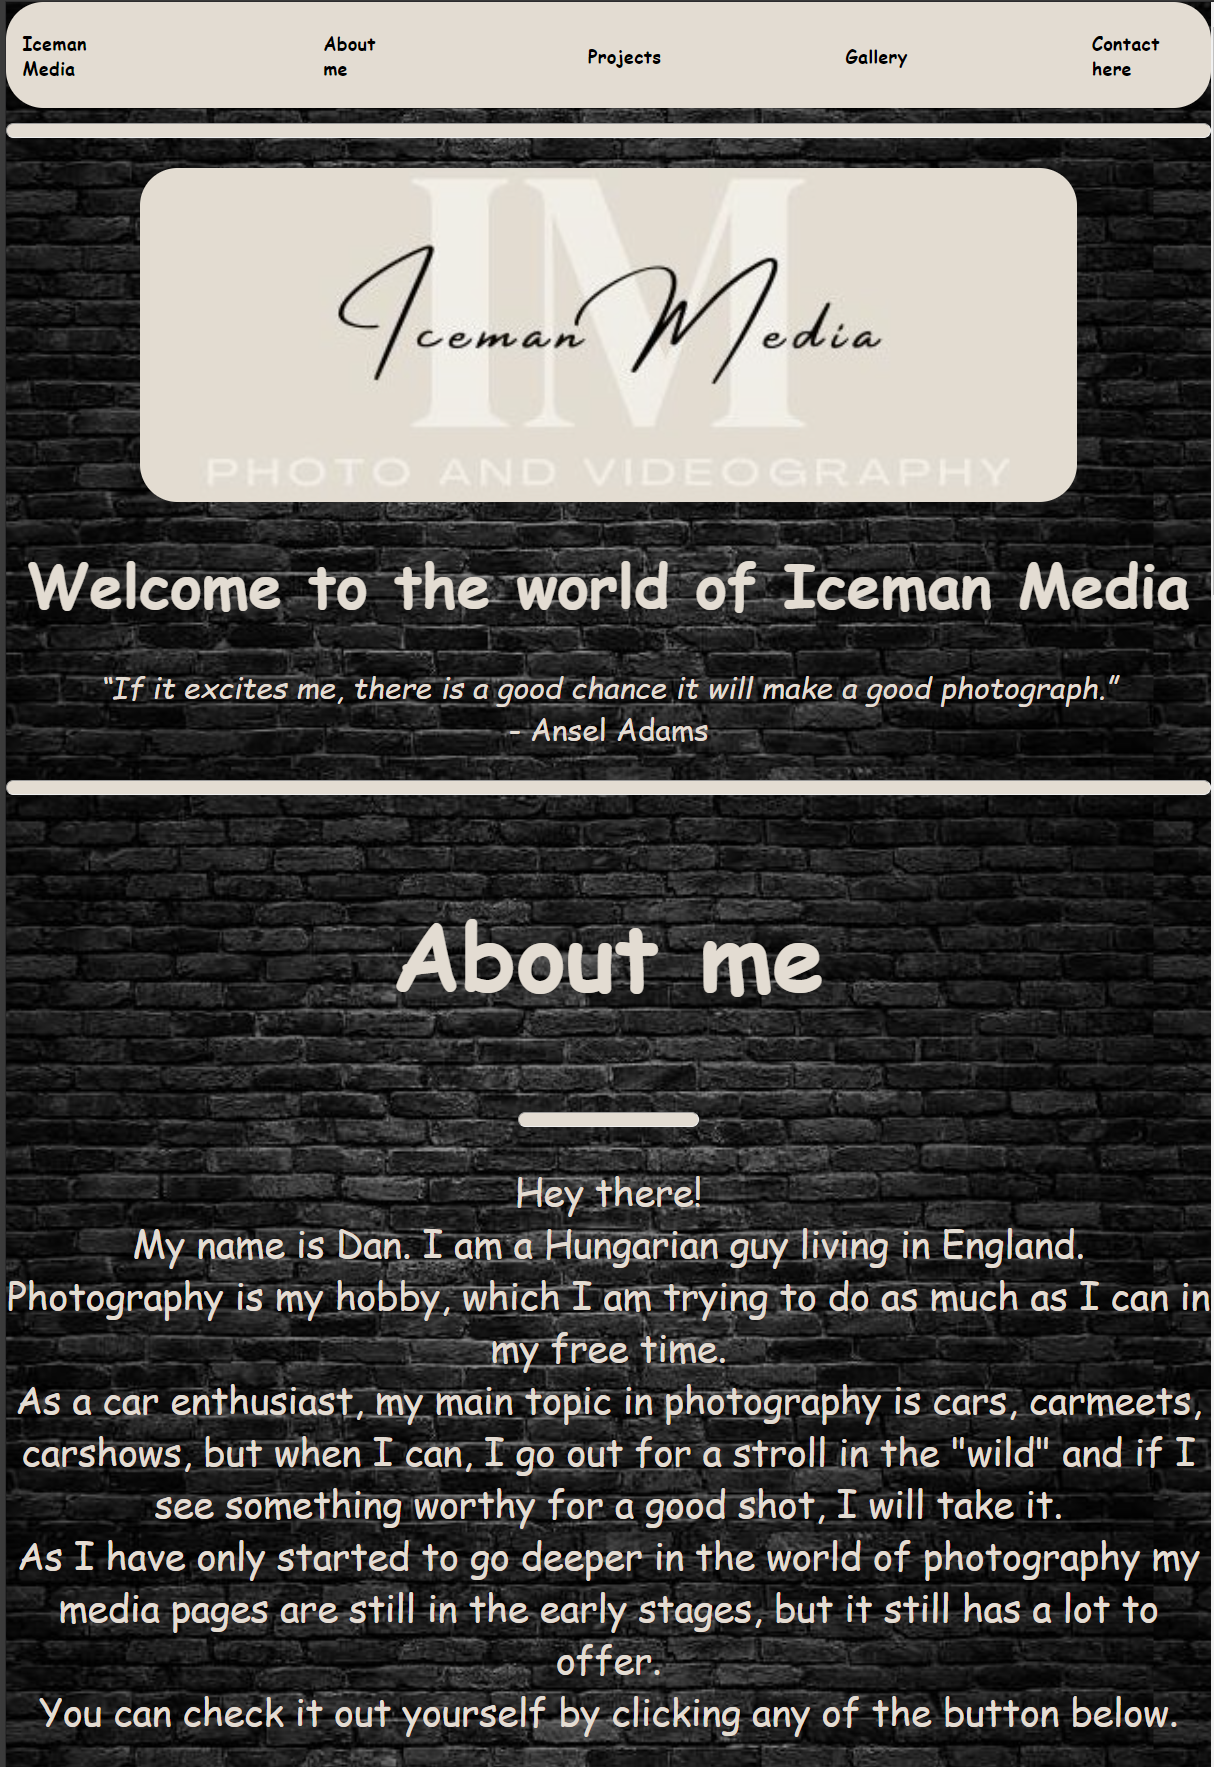 Iceman
Media
About
me
Projects
Gallery
Contact
here
IM
Iceman Media
PHOTO AND VIDEOGRAPHY
Welcome to the world of Iceman Media
“If it excites me, there is a good chance it will make a good photograph.”
- Ansel Adams
About me
Hey there!
My name is Dan. I am a Hungarian guy living in England.
Photography is my hobby, which I am trying to do as much as I can in
my free time.
As a car enthusiast, my main topic in photography is cars, carmeets,
carshows, but when I can, I go out for a stroll in the "wild" and if I
see something worthy for a good shot, I will take it.
As I have only started to go deeper in the world of photography my
media pages are still in the early stages, but it still has a lot to
offer.
You can check it out yourself by clicking any of the button below.